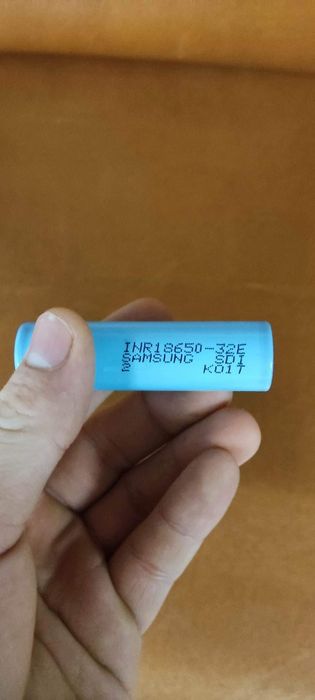 INR18650-32E
SAMSUNG SDI
2 K01T